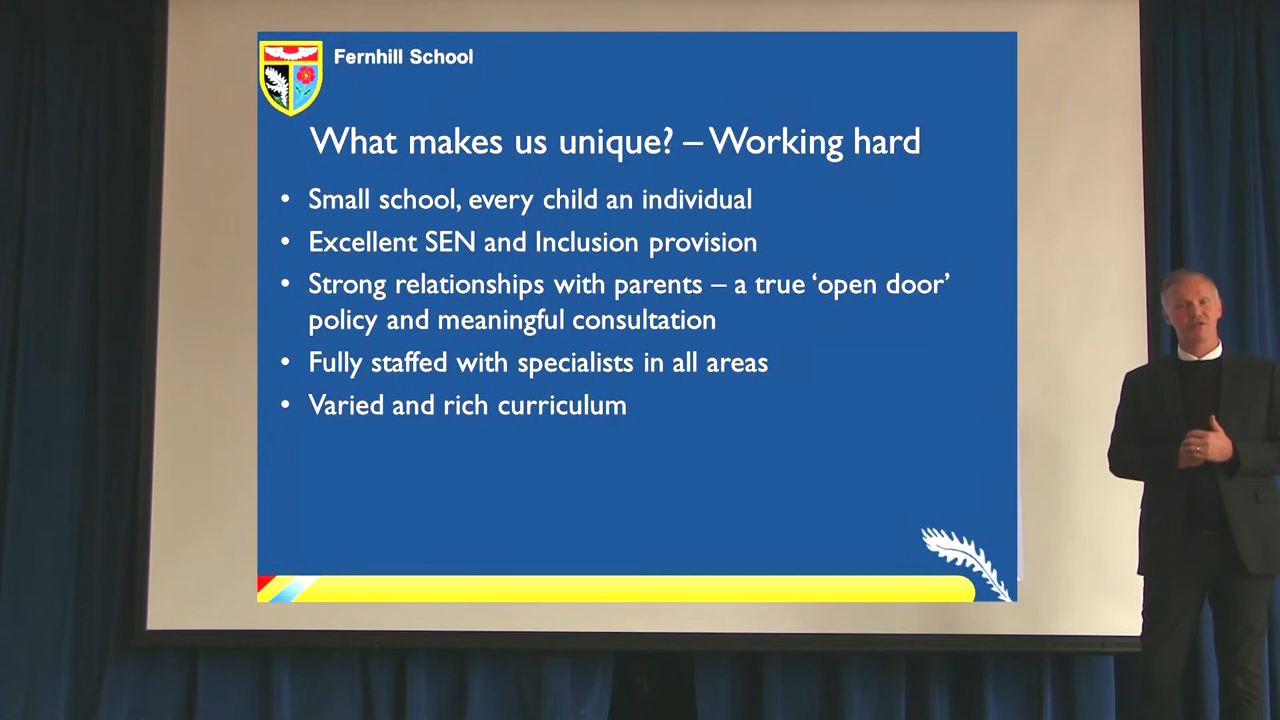 Fernhill School
What makes us unique? – Working hard
• Small school, every child an individual
• Excellent SEN and Inclusion provision
• Strong relationships with parents – a true ‘open door’
policy and meaningful consultation
• Fully staffed with specialists in all areas
• Varied and rich curriculum